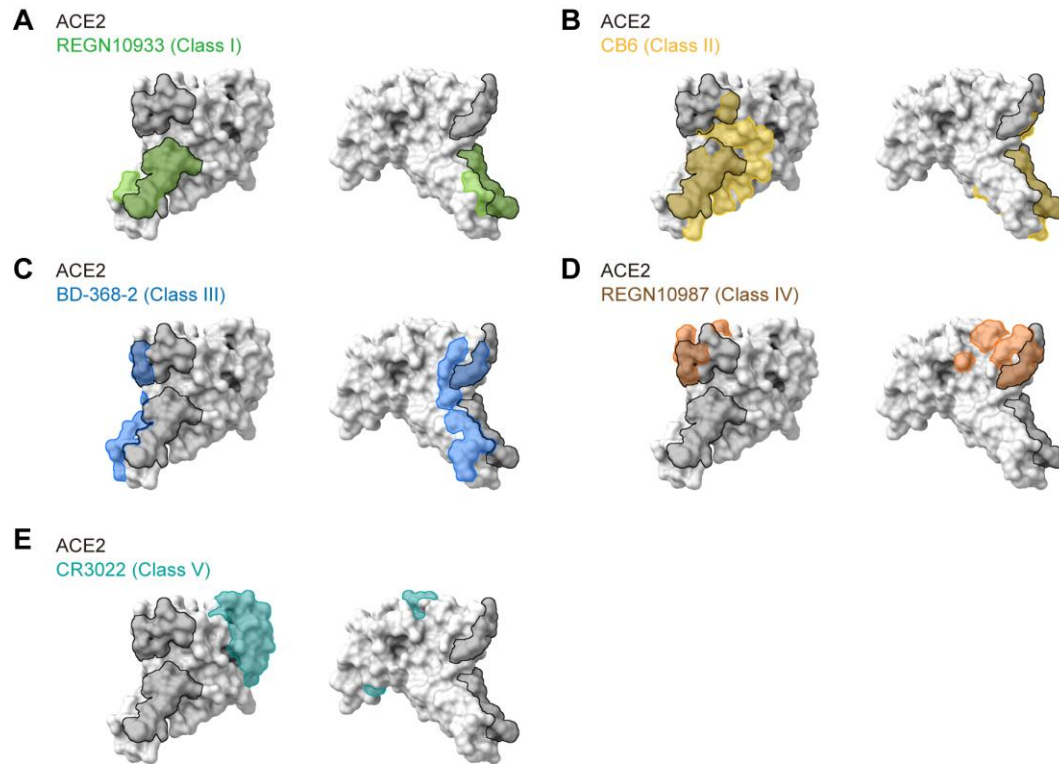 A
ACE2
REGN10933 (Class I)
B
ACE2
CB6 (Class II)
C
ACE2
BD-368-2 (Class III)
D
ACE2
REGN10987 (Class IV)
E
ACE2
CR3022 (Class V)